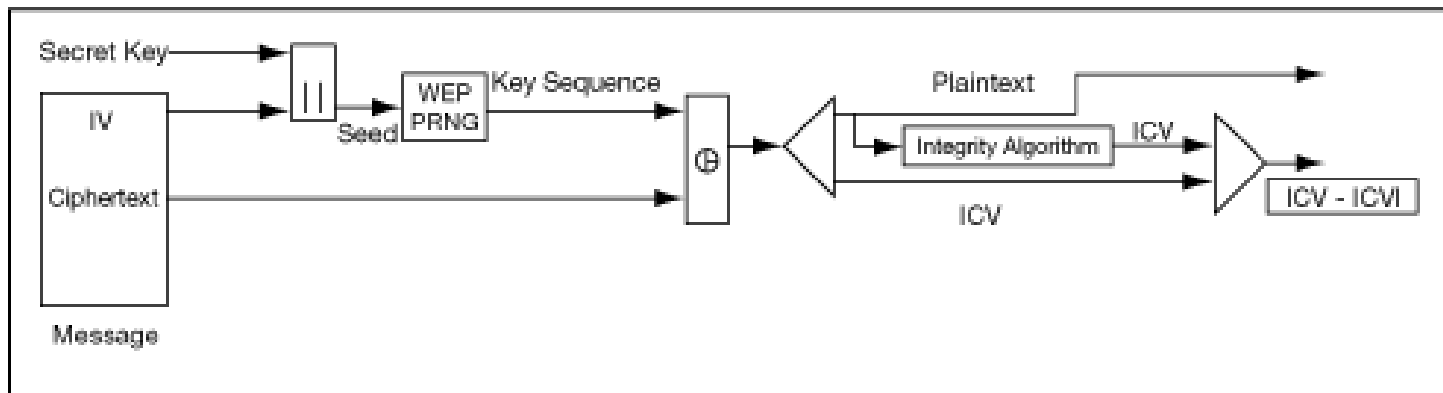 Secret Key
IV
Ciphertext
Message
||
Seed
WEP
PRNG
Key Sequence
Plaintext
Integrity Algorithm
ICV
ICV
ICV - ICVI